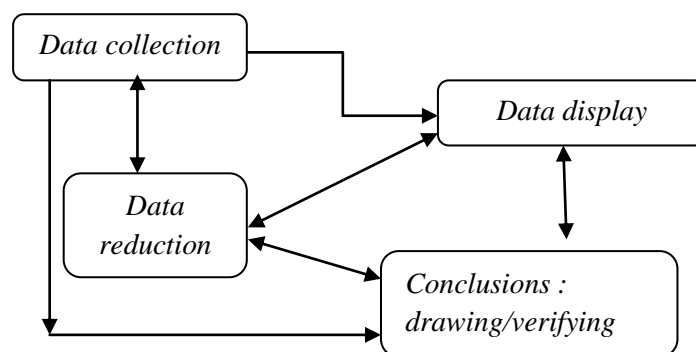 Data collection
Data display
Data
reduction
Conclusions :
drawing/verifying